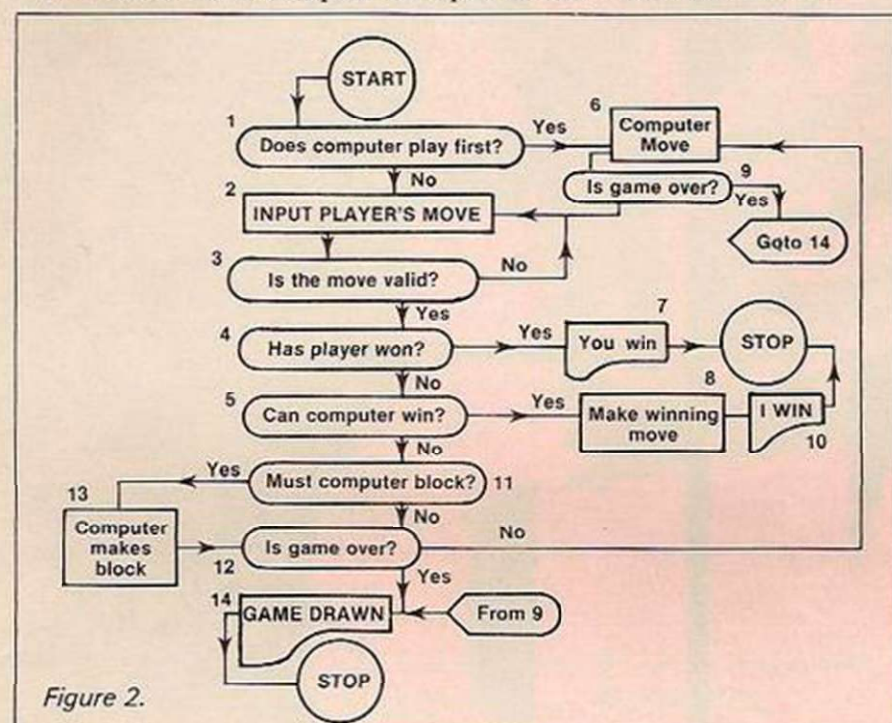 START
1
Does computer play first?
Yes
6
Computer
Move
No
9
Is game over?
Yes
2
INPUT PLAYER'S MOVE
Goto 14
3
Is the move valid?
No
Yes
4
Has player won?
Yes
7
You win
STOP
No
5
Can computer win?
Yes
8
Make winning
move
I WIN
10
No
Yes
Must computer block?
11
13
Computer
makes
block
No
12
Is game over?
No
Yes
14
GAME DRAWN
From 9
STOP
Figure 2.